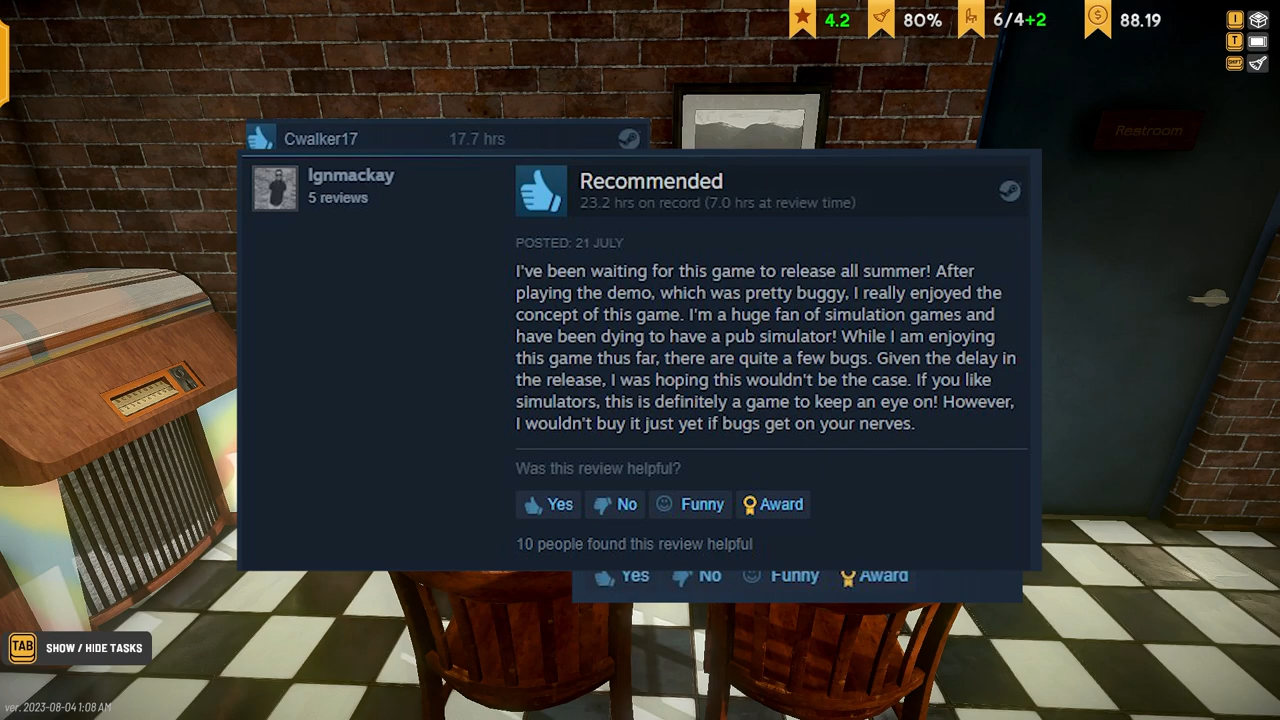 4.2
80%
6/4+2
88.19
I
T
SHIFT
Restroom
Cwalker17 17.7 hrs
Ignmackay
5 reviews
Recommended
23.2 hrs on record (7.0 hrs at review time)
POSTED: 21 JULY
I've been waiting for this game to release all summer! After
playing the demo, which was pretty buggy, I really enjoyed the
concept of this game. I'm a huge fan of simulation games and
have been dying to have a pub simulator! While I am enjoying
this game thus far, there are quite a few bugs. Given the delay in
the release, I was hoping this wouldn't be the case. If you like
simulators, this is definitely a game to keep an eye on! However,
I wouldn't buy it just yet if bugs get on your nerves.
Was this review helpful?
Yes No Funny Award
10 people found this review helpful
Yes No Funny Award
TAB SHOW / HIDE TASKS
ver. 2023-08-04 1:08 AM